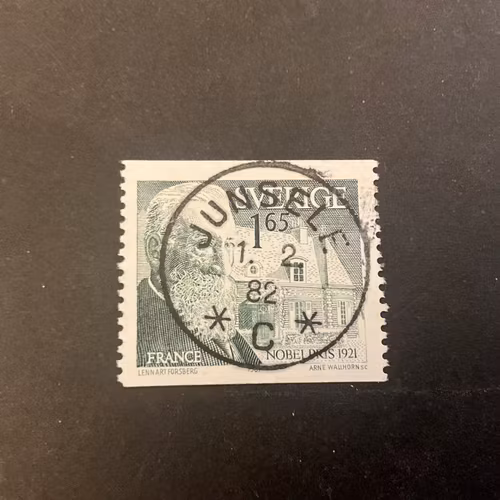 SVERIGE
1 65
JUNSELE
1. 2
82
* C *
FRANCE
NOBELPRIS 1921
LENNART FORSBERG
ARNE WALLHORN SC